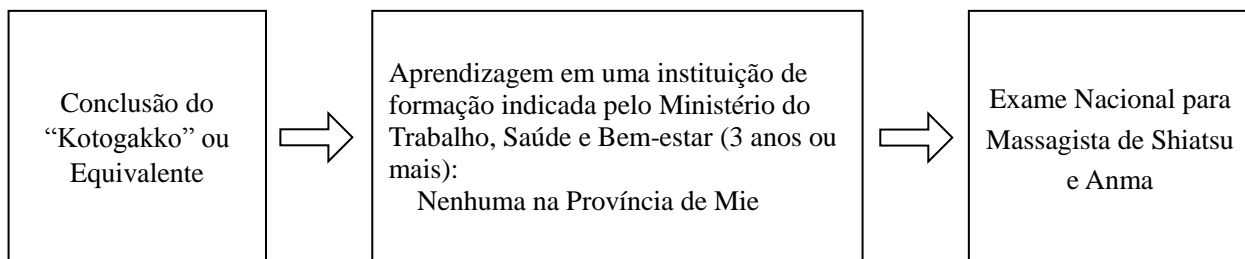 Conclusão do
“Kotogakko” ou
Equivalente
Aprendizagem em uma instituição de
formação indicada pelo Ministério do
Trabalho, Saúde e Bem-estar (3 anos ou
mais):
Nenhuma na Província de Mie
Exame Nacional para
Massagista de Shiatsu
e Anma